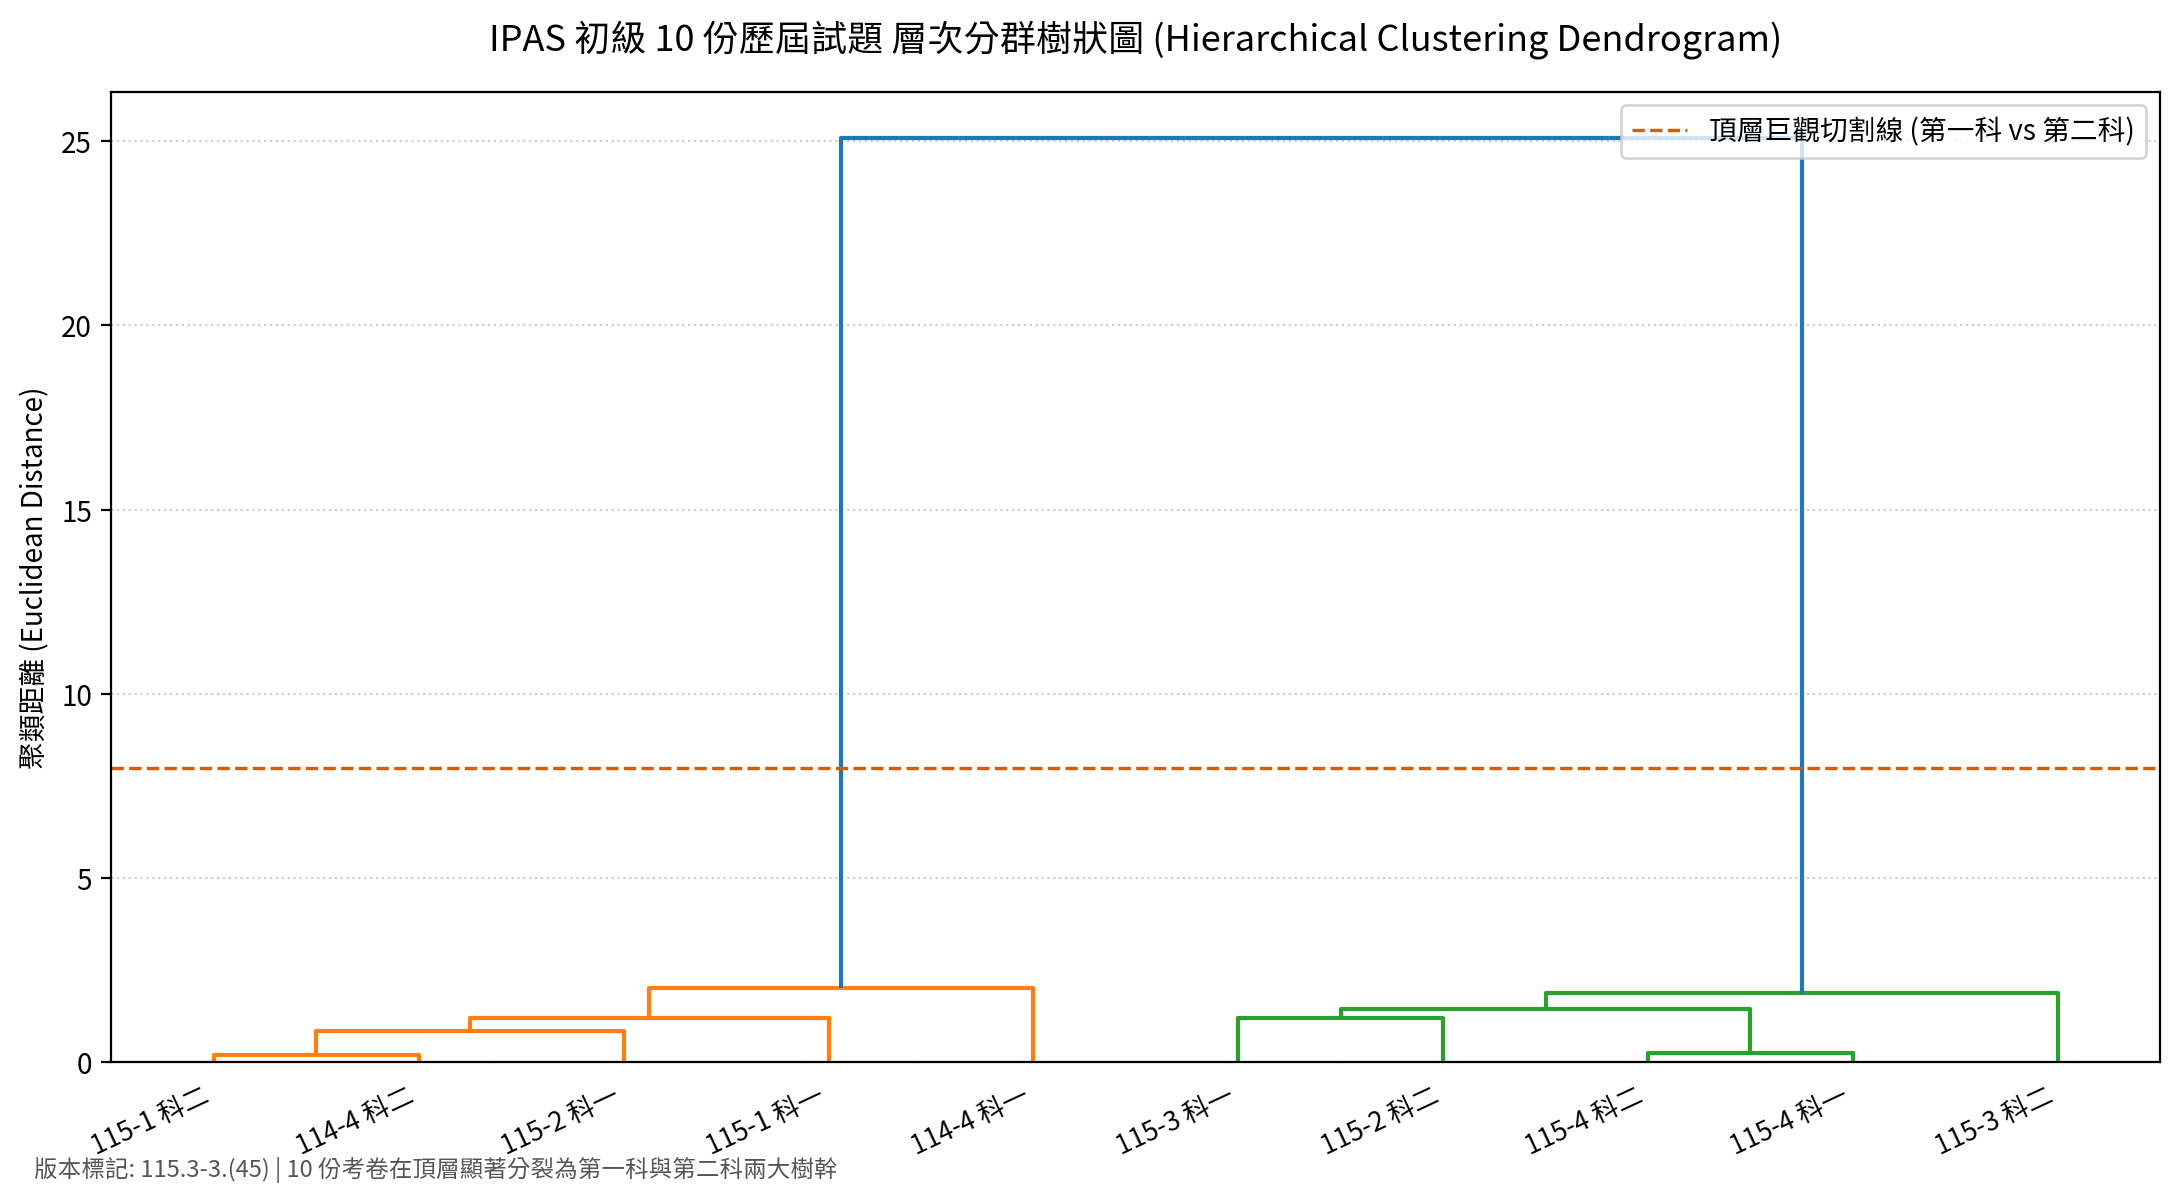 IPAS 初級 10 份歷屆試題 層次分群樹狀圖 (Hierarchical Clustering Dendrogram)
頂層巨觀切割線 (第一科 vs 第二科)
聚類距離 (Euclidean Distance)
25
20
15
10
5
0
115-1 科二
114-4 科二
115-2 科一
115-1 科一
114-4 科一
115-3 科一
115-2 科二
115-4 科二
115-4 科一
115-3 科二
版本標記: 115.3-3.(45) | 10 份考卷在頂層顯著分裂為第一科與第二科兩大樹幹